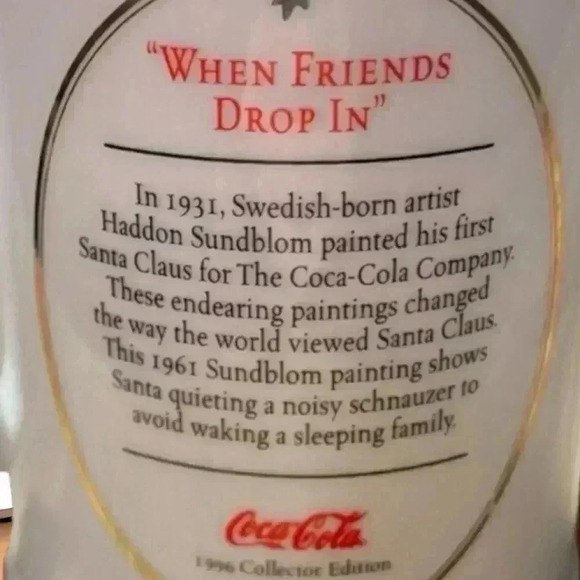 “WHEN FRIENDS
DROP IN”
In 1931, Swedish-born artist
Haddon Sundblom painted his first
Santa Claus for The Coca-Cola Company.
These endearing paintings changed
the way the world viewed Santa Claus.
This 1961 Sundblom painting shows
Santa quieting a noisy schnauzer to
avoid waking a sleeping family.
Coca-Cola
1996 Collector Edition